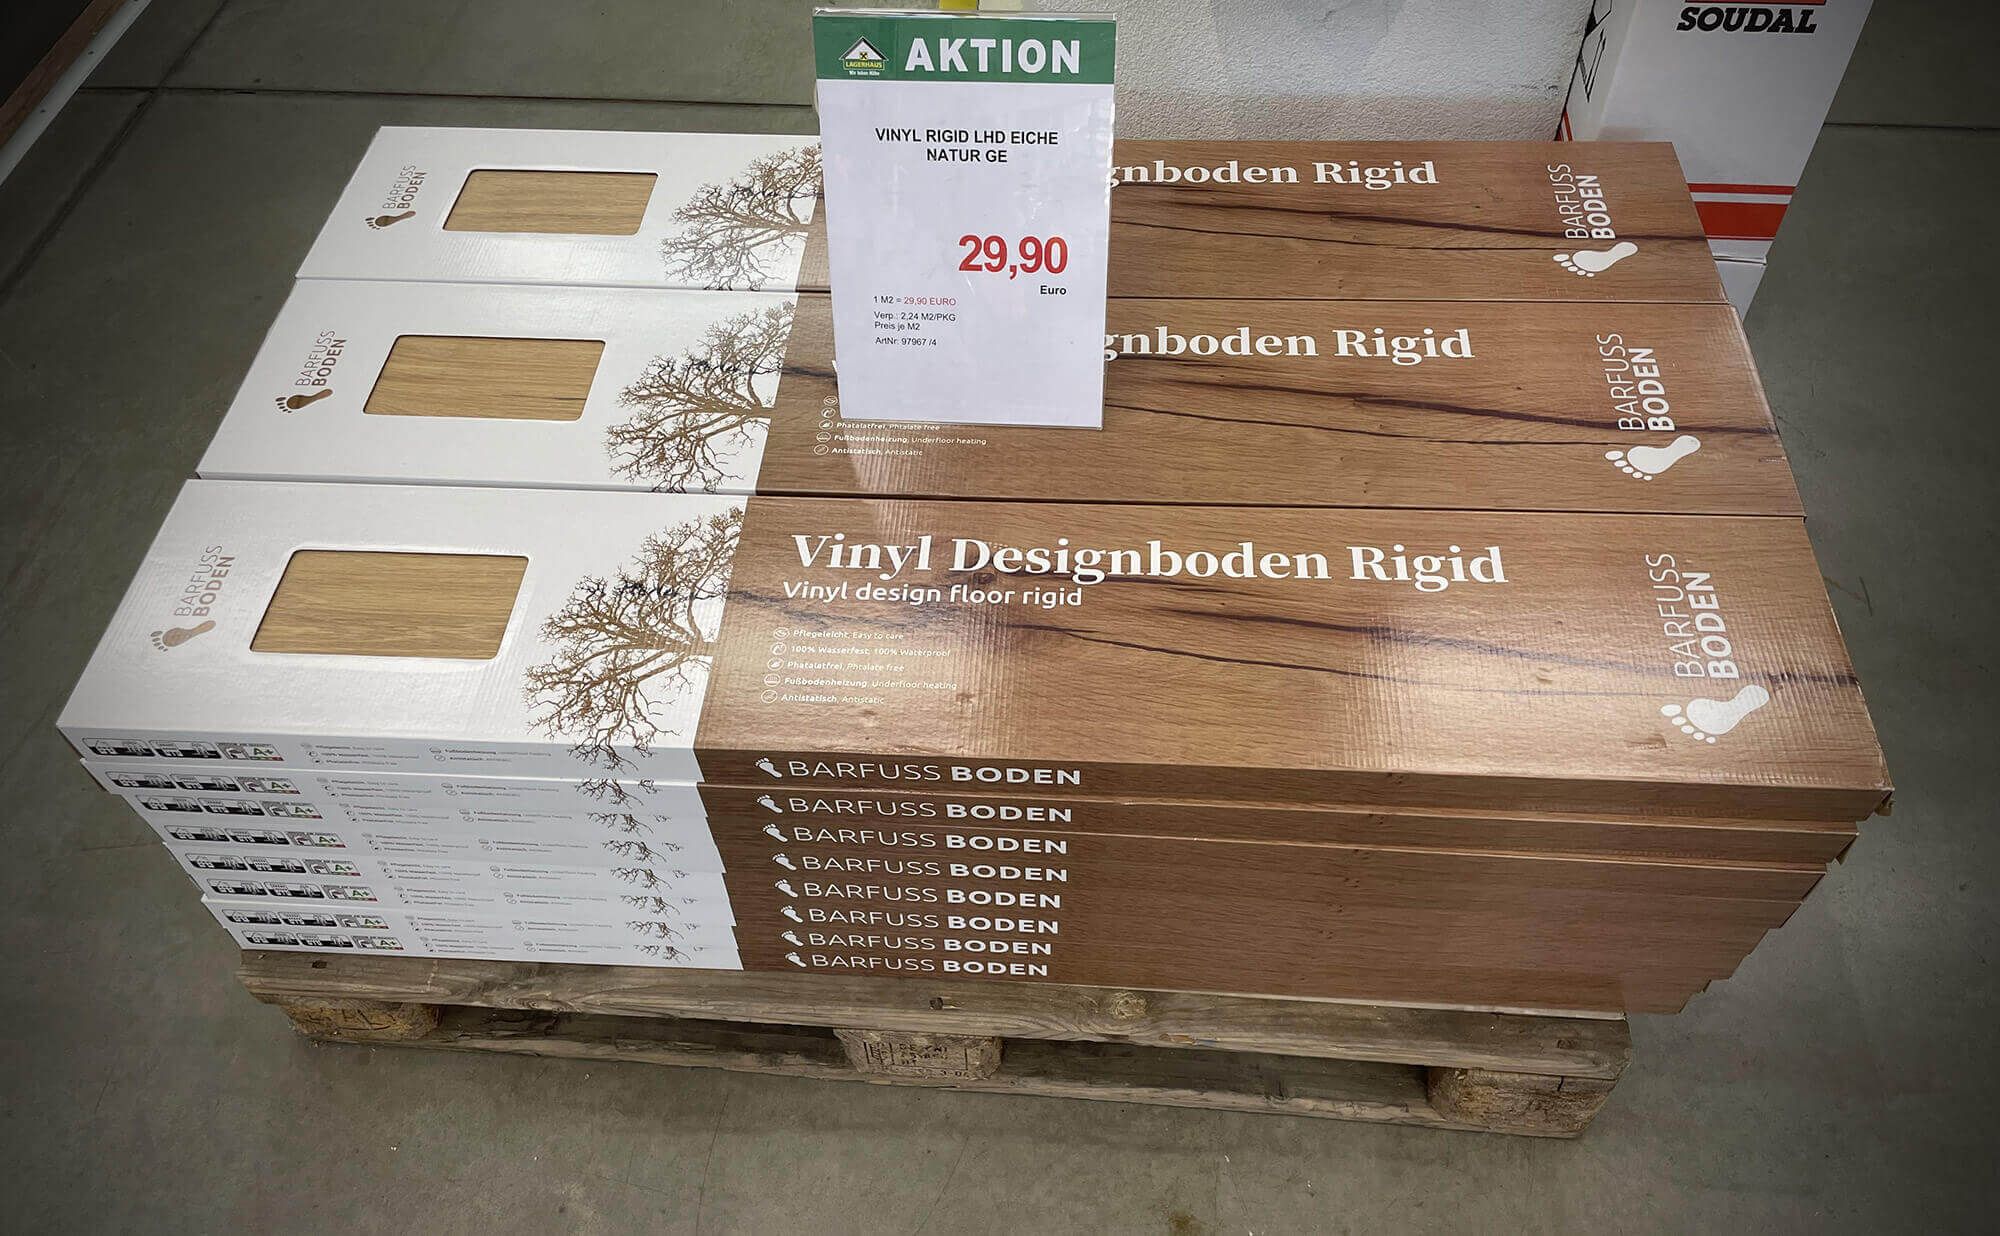 SOUDAL
LAGERHAUS
AKTION
VINYL RIGID LHD EICHE
NATUR GE
29,90
Euro
1 M2 = 29,90 EURO
Verp.: 2,24 M2/PKG
Preis je M2
ArtNr: 97967 /4
BARFUSS
BODEN
gnboden Rigid
BARFUSS
BODEN
BARFUSS
BODEN
gnboden Rigid
Phatalatfrei, Phtalate free
Fußbodenheizung, Underfloor heating
Antistatisch, Antistatic
BARFUSS
BODEN
BARFUSS
BODEN
Vinyl Designboden Rigid
Vinyl design floor rigid
Pflegeleicht, Easy to care
100% Wasserfest, 100% Waterproof
Phatalatfrei, Phtalate free
Fußbodenheizung, Underfloor heating
Antistatisch, Antistatic
BARFUSS
BODEN
A+
BARFUSS BODEN
A+
BARFUSS BODEN
A+
BARFUSS BODEN
A+
BARFUSS BODEN
A+
BARFUSS BODEN
A+
BARFUSS BODEN
A+
BARFUSS BODEN
A+
BARFUSS BODEN